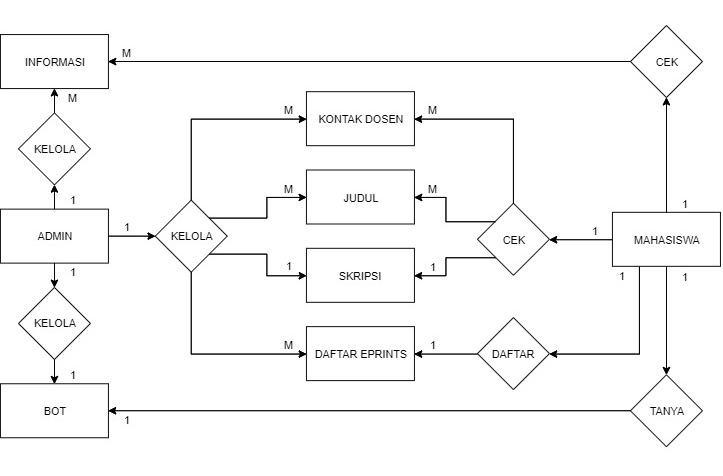 M
INFORMASI
CEK
M
M
KONTAK DOSEN
M
KELOLA
M
JUDUL
M
1
1
ADMIN
1
KELOLA
CEK
1
MAHASISWA
1
1
SKRIPSI
1
1
1
KELOLA
M
DAFTAR EPRINTS
1
DAFTAR
1
BOT
1
TANYA